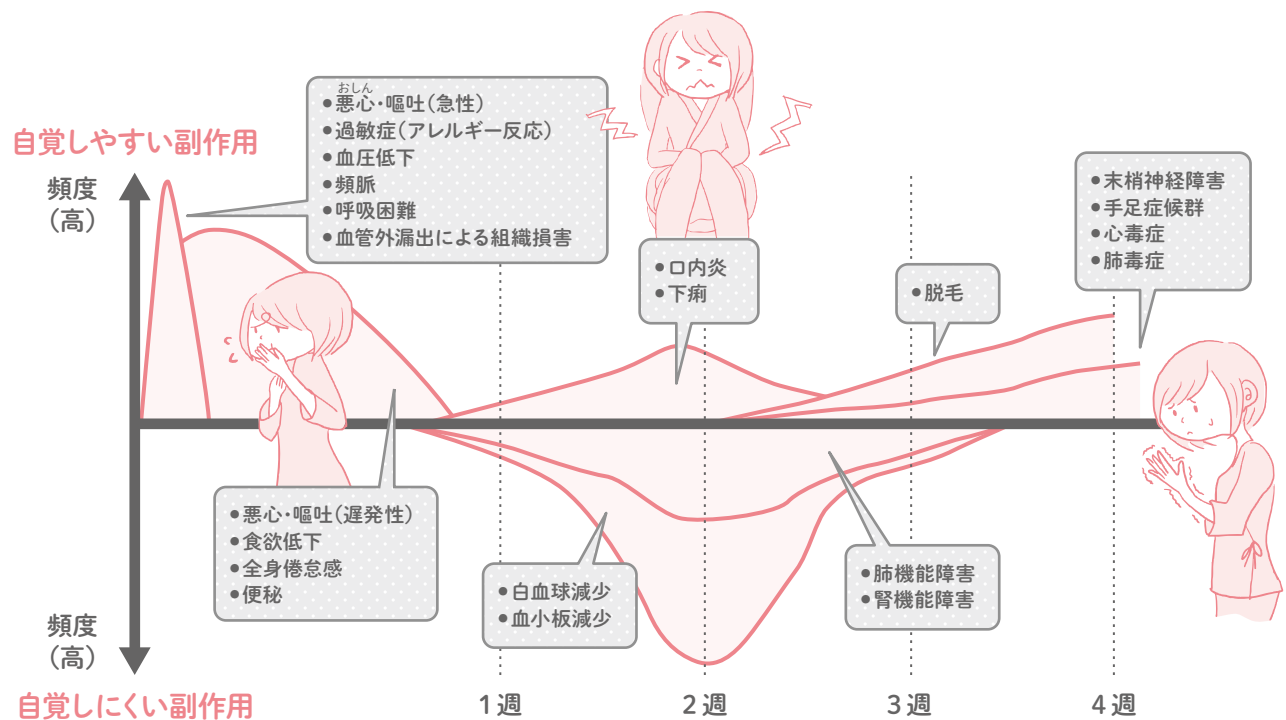 自覚しやすい副作用
頻度
(高)
おしん
●悪心・嘔吐(急性)
●過敏症(アレルギー反応)
●血圧低下
●頻脈
●呼吸困難
●血管外漏出による組織損害
●口内炎
●下痢
●脱毛
●末梢神経障害
●手足症候群
●心毒症
●肺毒症
●悪心・嘔吐(遅発性)
●食欲低下
●全身倦怠感
●便秘
●白血球減少
●血小板減少
●肺機能障害
●腎機能障害
頻度
(高)
自覚しにくい副作用
1週
2週
3週
4週